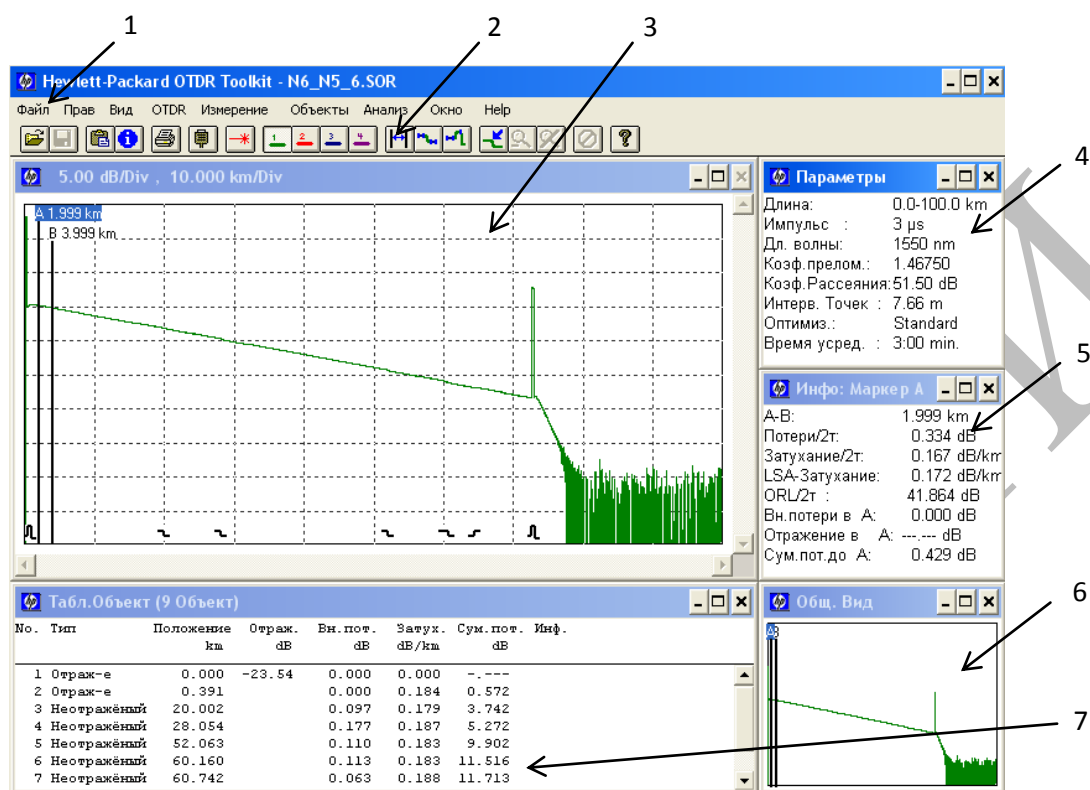 1
2
3
Hewlett-Packard OTDR Toolkit - N6_N5_6.SOR
Файл Прав Вид OTDR Измерение Объекты Анализ Окно Help
1 2 3 4
5.00 dB/Div , 10.000 km/Div
A 1.999 km
B 3.999 km
Параметры
4
Длина: 0.0-100.0 km
Импульс : 3 µs
Дл. волны: 1550 nm
Коэф.прелом.: 1.46750
Коэф.Рассеяния: 51.50 dB
Интерв. Точек : 7.66 m
Оптимиз.: Standard
Время усред. : 3:00 min.
5
Инфо: Маркер А
A-B: 1.999 km
Потери/2т: 0.334 dB
Затухание/2т: 0.167 dB/km
LSA-Затухание: 0.172 dB/km
ORL/2т : 41.864 dB
Вн.потери в А: 0.000 dB
Отражение в А: ---.--- dB
Сум.пот.до А: 0.429 dB
Табл.Объект (9 Объект)
No. Тип Положение Отраж. Вн.пот. Затух. Сум.пот. Инф.
km dB dB dB/km dB
1 Отраж-е 0.000 -23.54 0.000 0.000 -.---
2 Отраж-е 0.391 0.000 0.184 0.572
3 Неотражёный 20.002 0.097 0.179 3.742
4 Неотражёный 28.054 0.177 0.187 5.272
5 Неотражёный 52.063 0.110 0.183 9.902
6 Неотражёный 60.160 0.113 0.183 11.516
7 Неотражёный 60.742 0.063 0.188 11.713
Общ. Вид
6
7